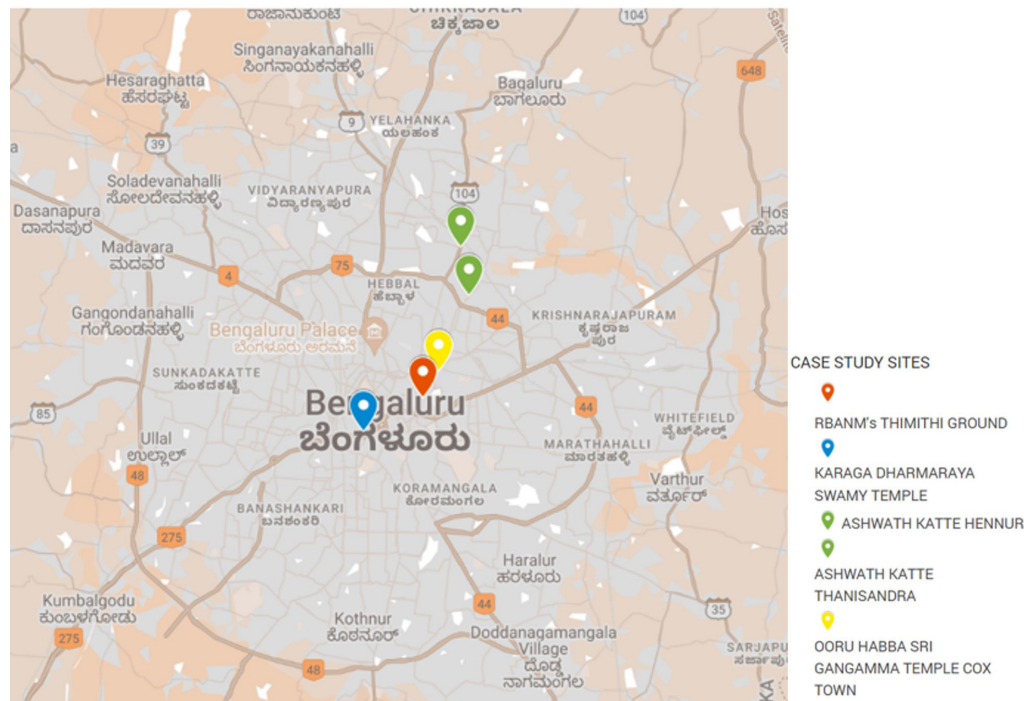 ರಾಜಾನುಕುಂಟೆ
ಚಿಕ್ಕಜಾಲ
104
Singanayakanahalli
ಸಿಂಗನಾಯಕನಹಳ್ಳಿ
648
Hesaraghatta
ಹೆಸರಘಟ್ಟ
Bagaluru
ಬಾಗಲೂರು
9
YELAHANKA
ಯಲಹಂಕ
39
a
Soladevanahalli
ಸೋಲದೇವನಹಳ್ಳಿ
VIDYARANYAPURA
ವಿದ್ಯಾರಣ್ಯಪುರ
104
Dasanapura
ದಾಸನಪುರ
Hos
ಹೊಸ
Madavara
ಮದವರ
4
75
HEBBAL
ಹೆಬ್ಬಾಳ
Gangondanahalli
ಗಂಗೊಂಡನಹಳ್ಳಿ
44
KRISHNARAJAPURAM
ಕೃಷ್ಣರಾಜ
ಪುರ
Bengaluru Palace
ಬೆಂಗಳೂರು ಅರಮನೆ
SUNKADAKATTE
ಸುಂಕದಕಟ್ಟೆ
85
Bengaluru
ಬೆಂಗಳೂರು
44
WHITEFIELD
ವೈಟ್‌ಫೀಲ್ಡ್
Ullal
ಉಲ್ಲಾಳ್
MARATHAHALLI
ಮಾರತಹಳ್ಳಿ
48
KORAMANGALA
ಕೋರಮಂಗಲ
Varthur
ವರ್ತೂರ್
BANASHANKARI
ಬನಶಂಕರಿ
275
Haralur
ಹರಳೂರು
Kumbalgodu
ಕುಂಬಳಗೋಡು
44
35
275
Kothnur
ಕೊಠನೂರ್
Doddanagamangala
Village
ದೊಡ್ಡ
ನಾಗಮಂಗಲ
48
SARJAPU
CASE STUDY SITES
RBANM's THIMITHI GROUND
KARAGA DHARMARAYA
SWAMY TEMPLE
ASHWATH KATTE HENNUR
ASHWATH KATTE
THANISANDRA
OORU HABBA SRI
GANGAMMA TEMPLE COX
TOWN